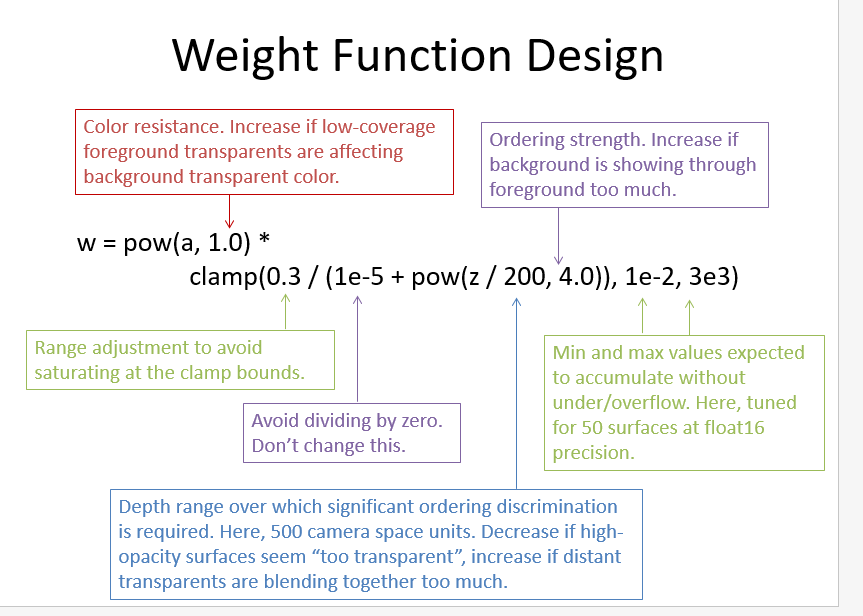 Weight Function Design
Color resistance. Increase if low-coverage
foreground transparents are affecting
background transparent color.
Ordering strength. Increase if
background is showing through
foreground too much.
w = pow(a, 1.0) *
clamp(0.3 / (1e-5 + pow(z / 200, 4.0)), 1e-2, 3e3)
Range adjustment to avoid
saturating at the clamp bounds.
Min and max values expected
to accumulate without
under/overflow. Here, tuned
for 50 surfaces at float16
precision.
Avoid dividing by zero.
Don't change this.
Depth range over which significant ordering discrimination
is required. Here, 500 camera space units. Decrease if high-
opacity surfaces seem “too transparent”, increase if distant
transparents are blending together too much.